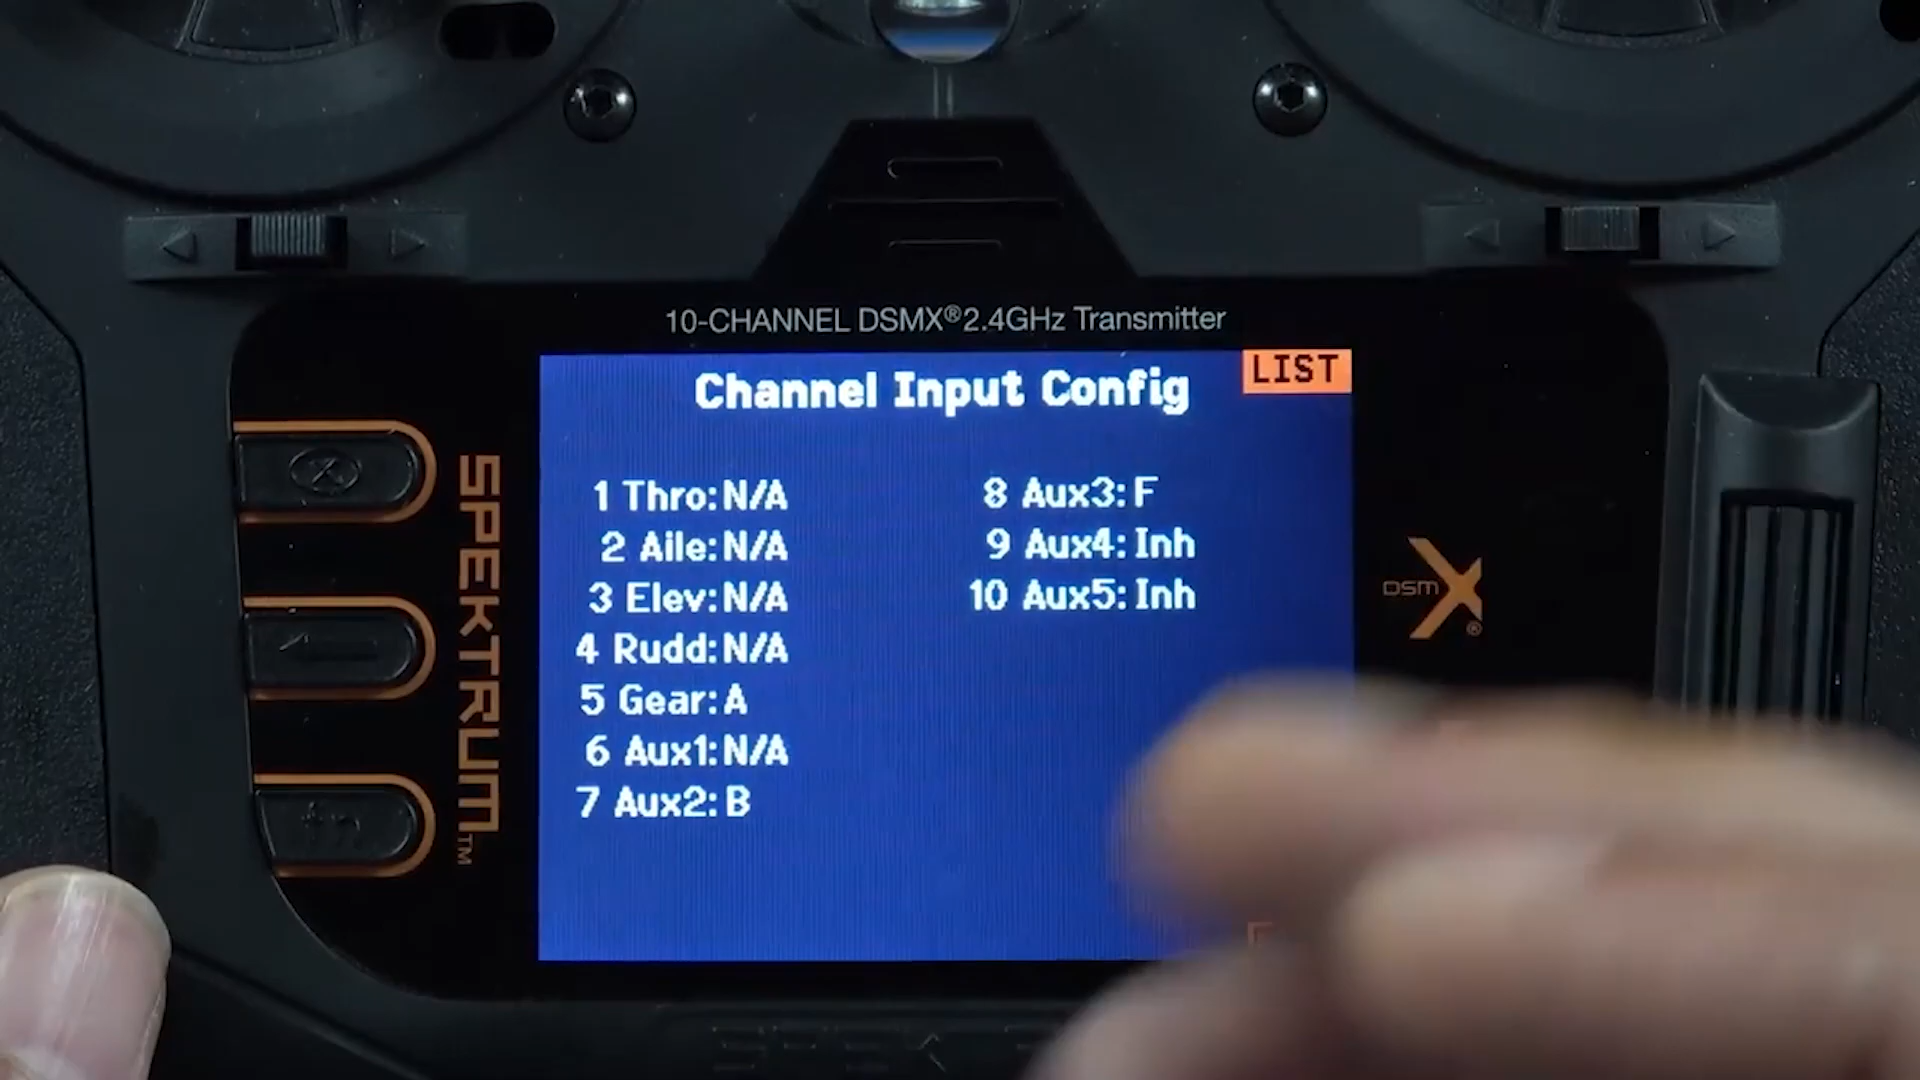 10-CHANNEL DSMX®2.4GHz Transmitter
LIST
Channel Input Config
1 Thro:N/A
2 Aile:N/A
3 Elev:N/A
4 Rudd:N/A
5 Gear:A
6 Aux1:N/A
7 Aux2:B
8 Aux3:F
9 Aux4:Inh
10 Aux5:Inh
SPEKTRUM™
DSMX®